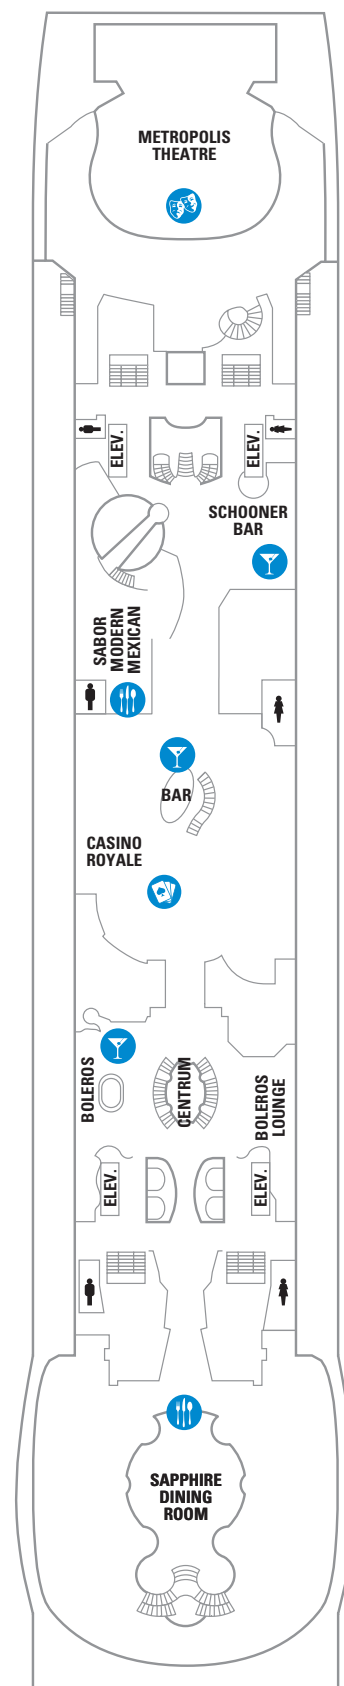 METROPOLIS
THEATRE
ELEV.
ELEV.
SCHOONER
BAR
SABOR
MODERN
MEXICAN
BAR
CASINO
ROYALE
BOLEROS
CENTRUM
BOLEROS
LOUNGE
ELEV.
ELEV.
SAPPHIRE
DINING
ROOM